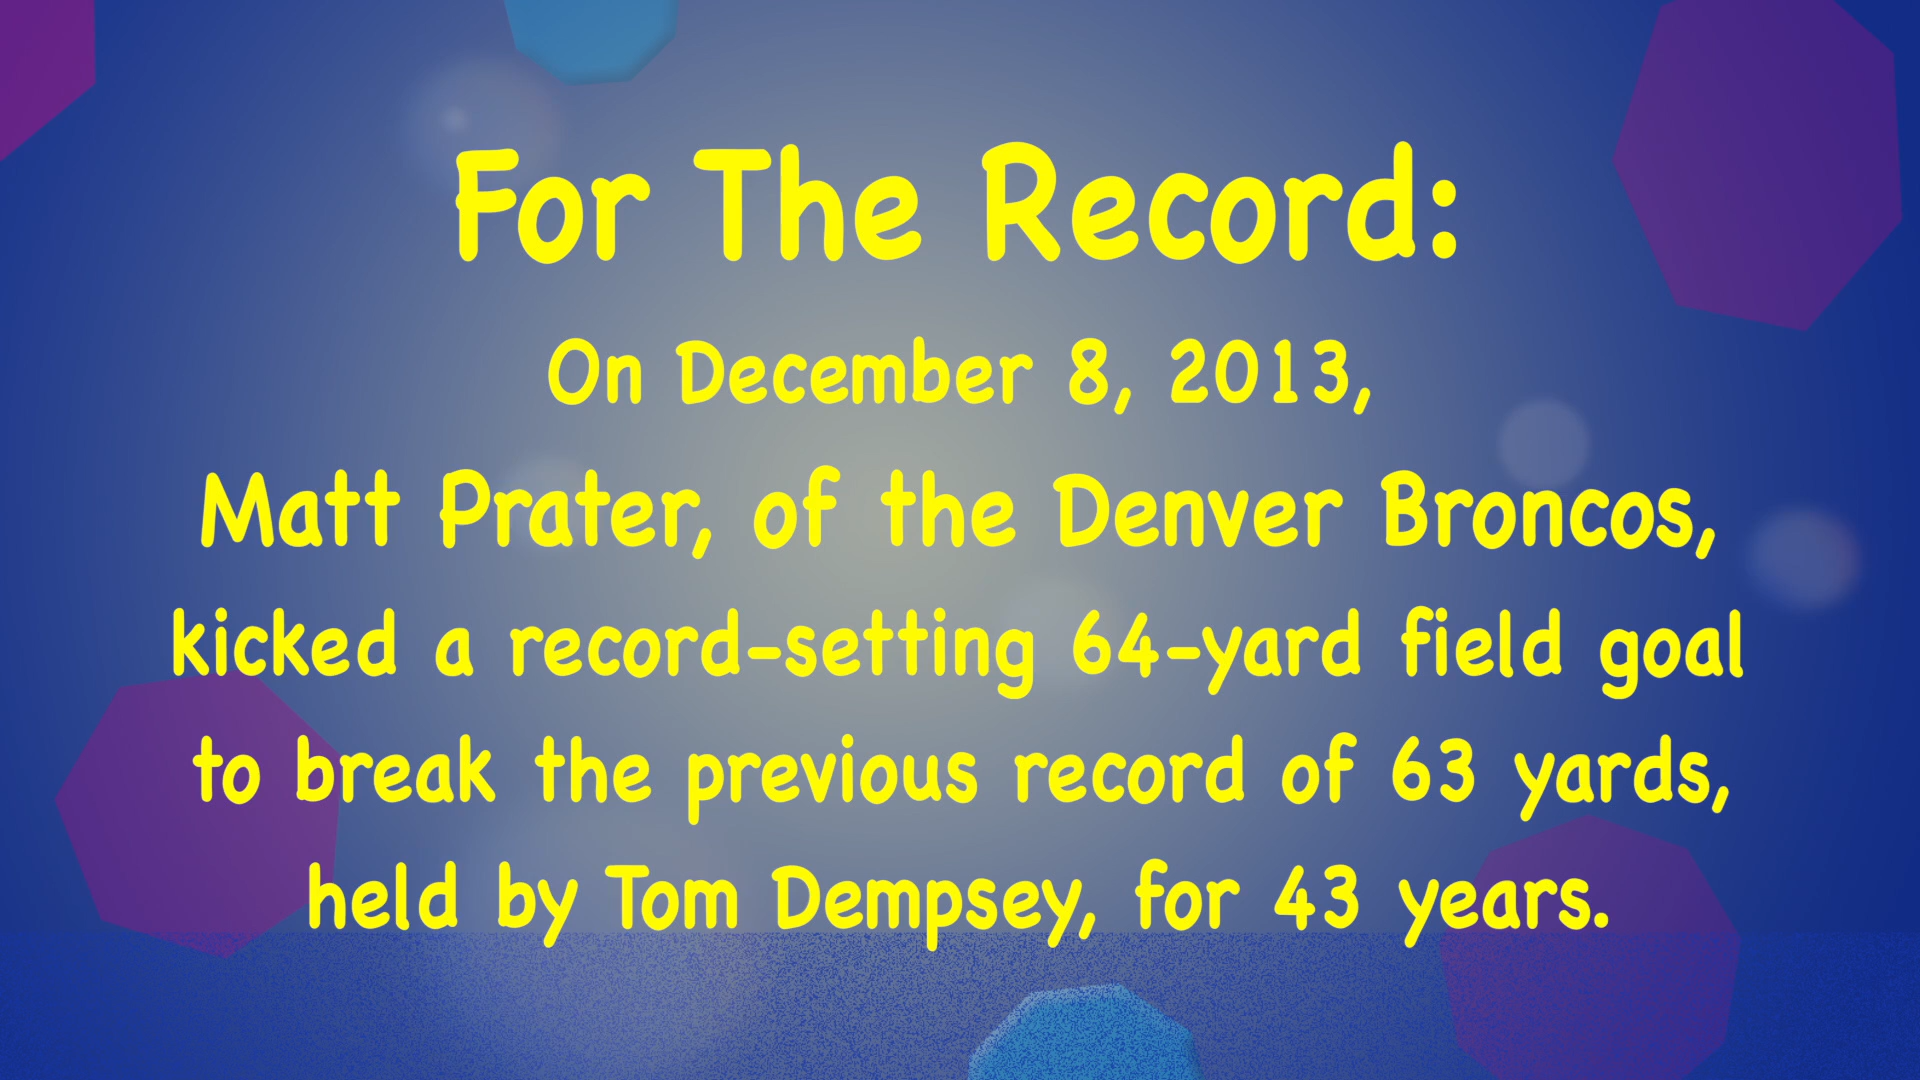 For The Record:
On December 8, 2013,
Matt Prater, of the Denver Broncos,
kicked a record-setting 64-yard field goal
to break the previous record of 63 yards,
held by Tom Dempsey, for 43 years.